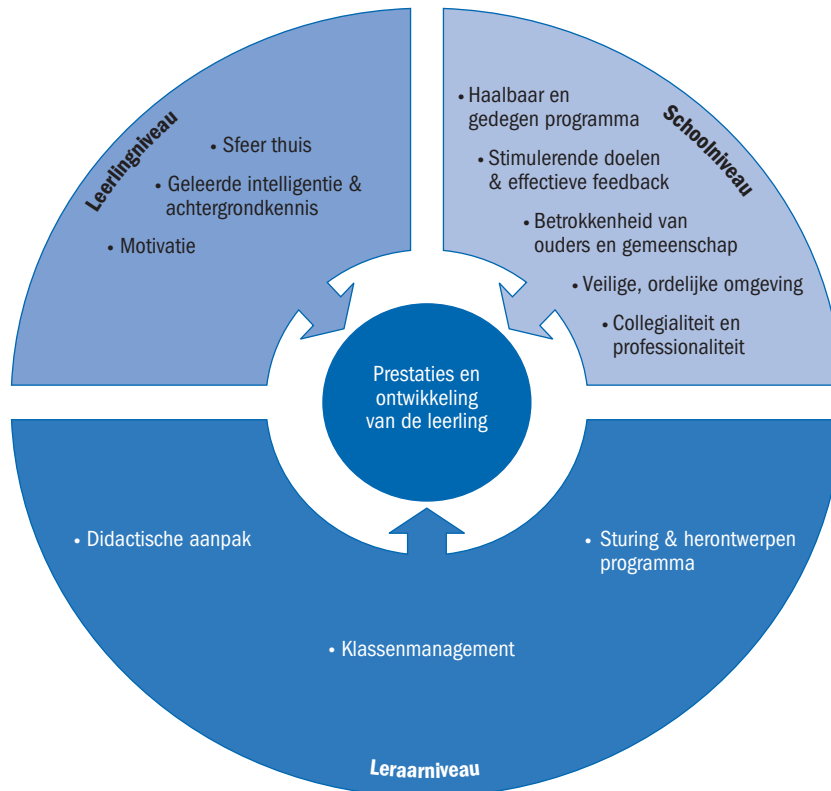 Leerlingniveau
• Sfeer thuis
• Geleerde intelligentie &
achtergrondkennis
• Motivatie
Schoolniveau
• Haalbaar en
gedegen programma
• Stimulerende doelen
& effectieve feedback
• Betrokkenheid van
ouders en gemeenschap
• Veilige, ordelijke omgeving
• Collegialiteit en
professionaliteit
Prestaties en
ontwikkeling
van de leerling
• Didactische aanpak
• Sturing & herontwerpen
programma
• Klassenmanagement
Leraarniveau